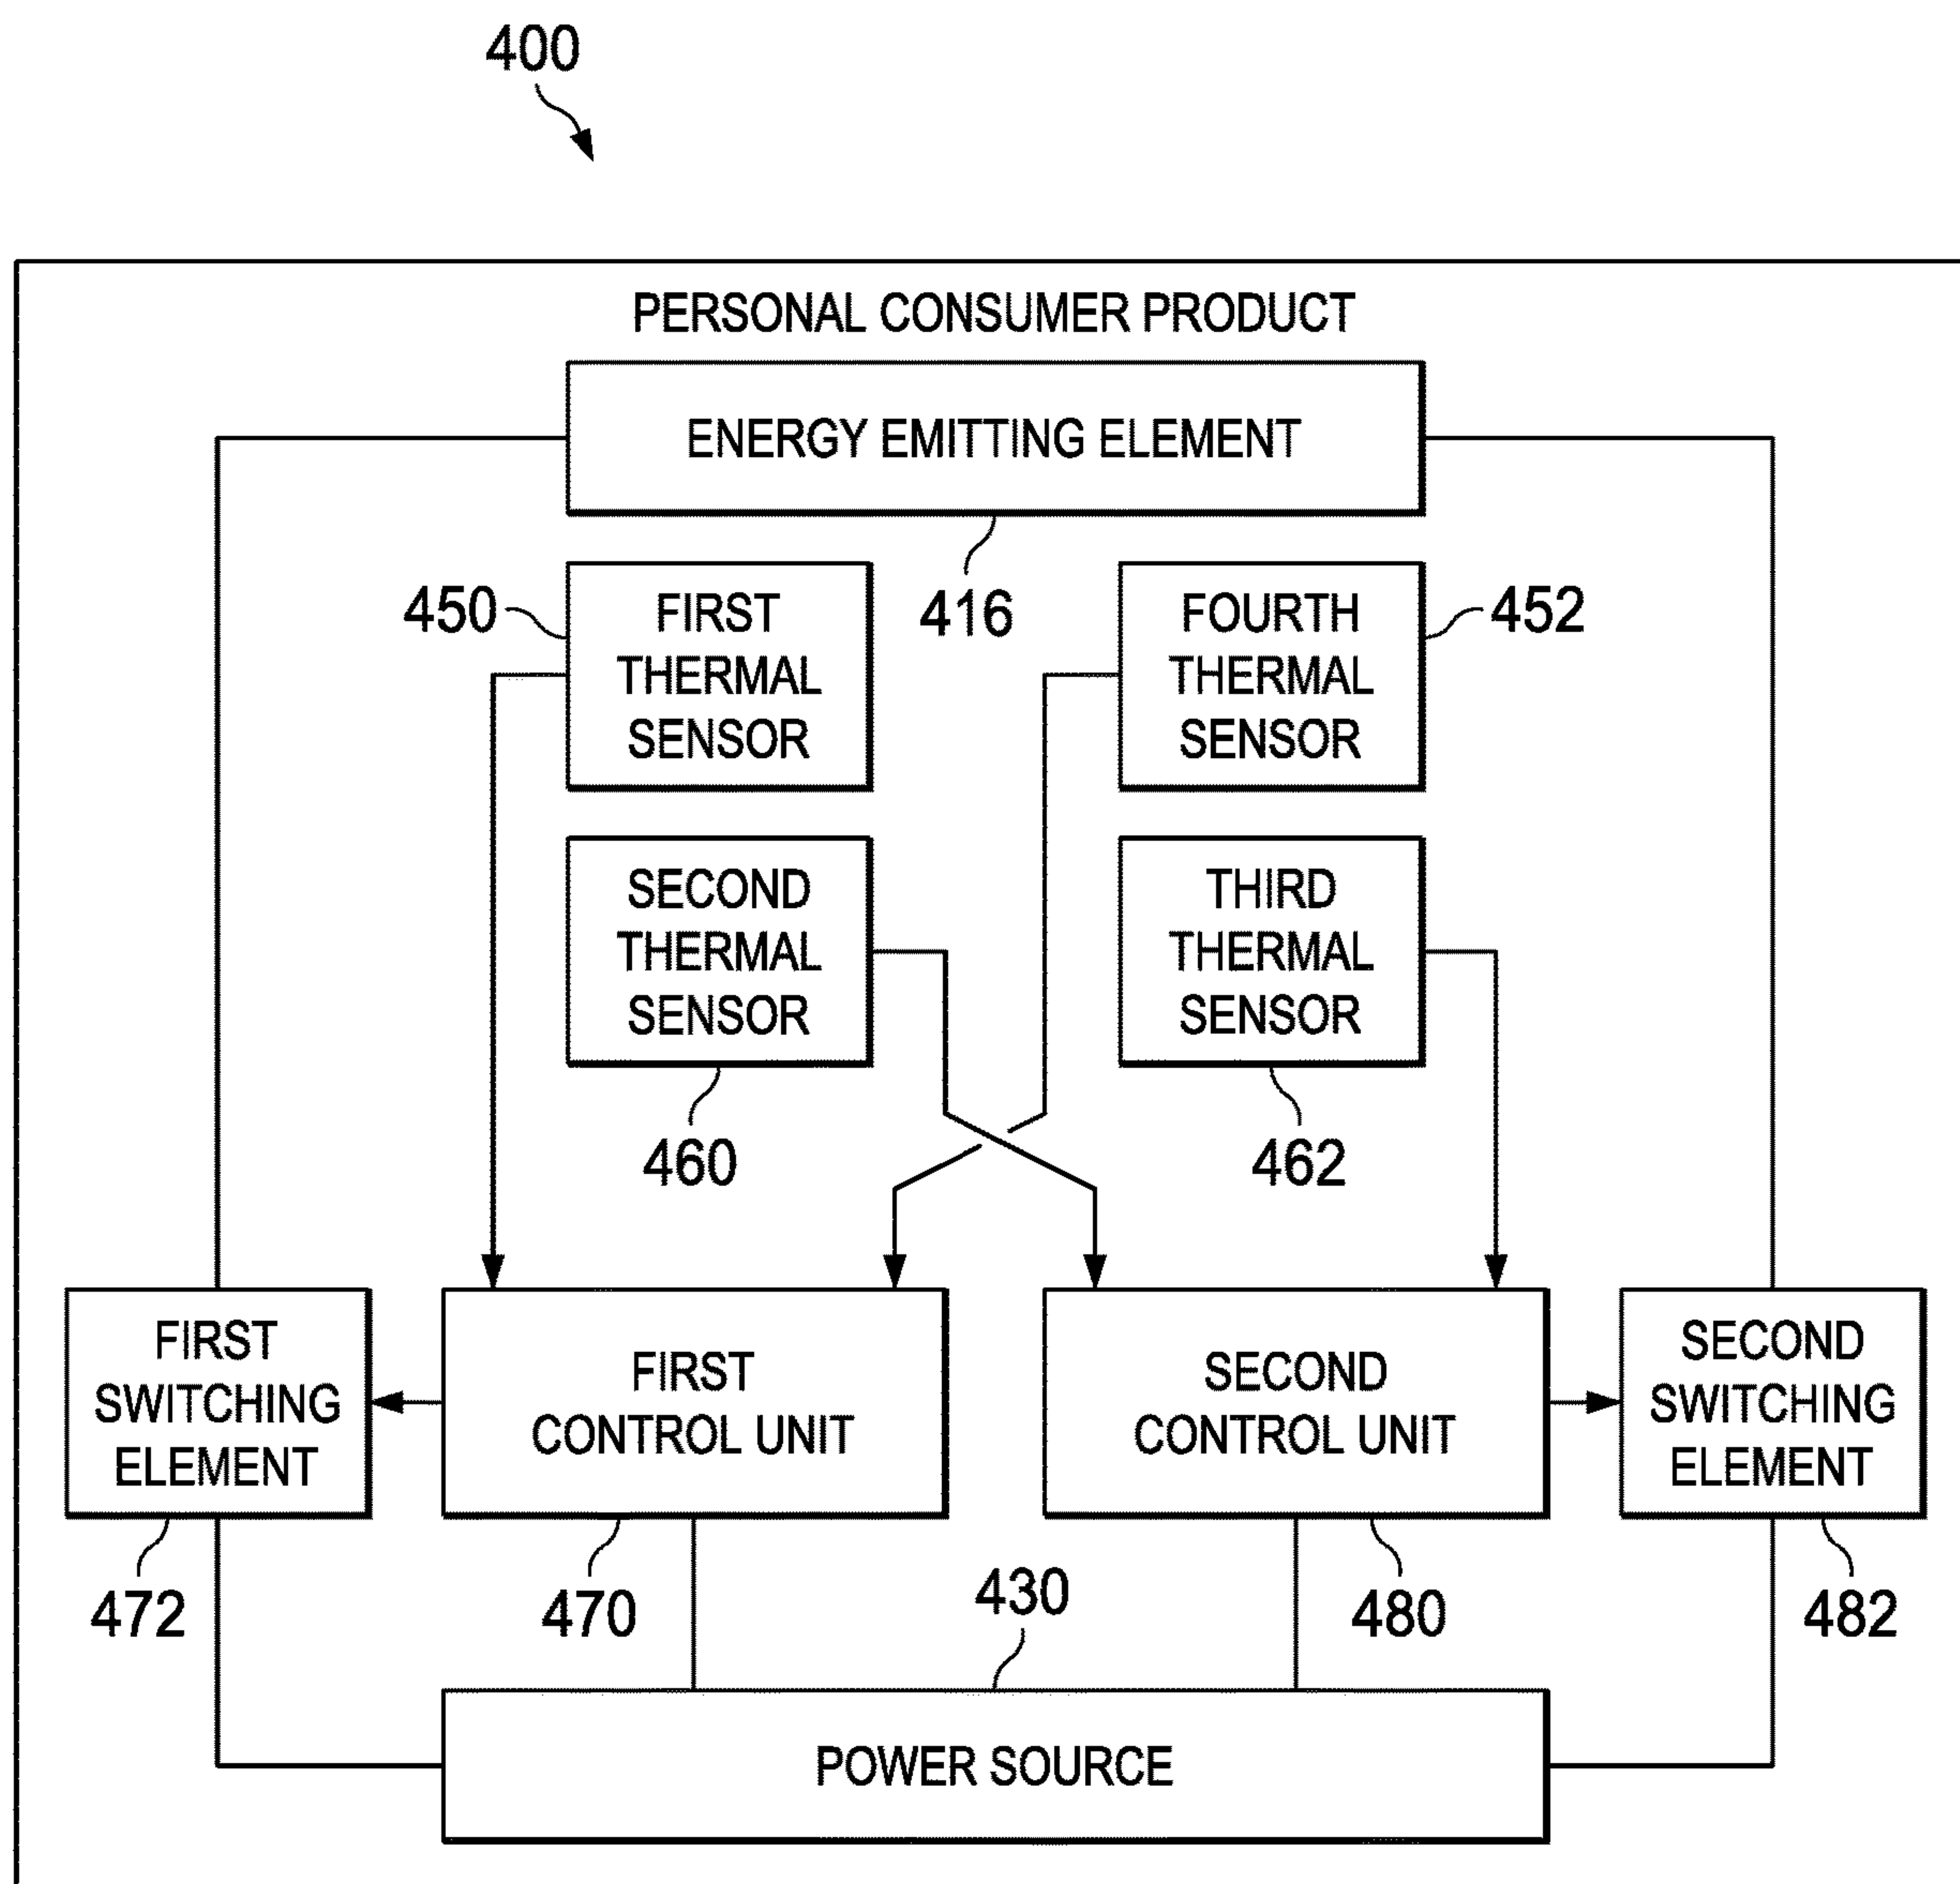 400
PERSONAL CONSUMER PRODUCT
ENERGY EMITTING ELEMENT
416
450
FIRST
THERMAL
SENSOR
FOURTH
THERMAL
SENSOR
452
SECOND
THERMAL
SENSOR
460
THIRD
THERMAL
SENSOR
462
FIRST
SWITCHING
ELEMENT
472
FIRST
CONTROL UNIT
470
SECOND
CONTROL UNIT
480
SECOND
SWITCHING
ELEMENT
482
430
POWER SOURCE